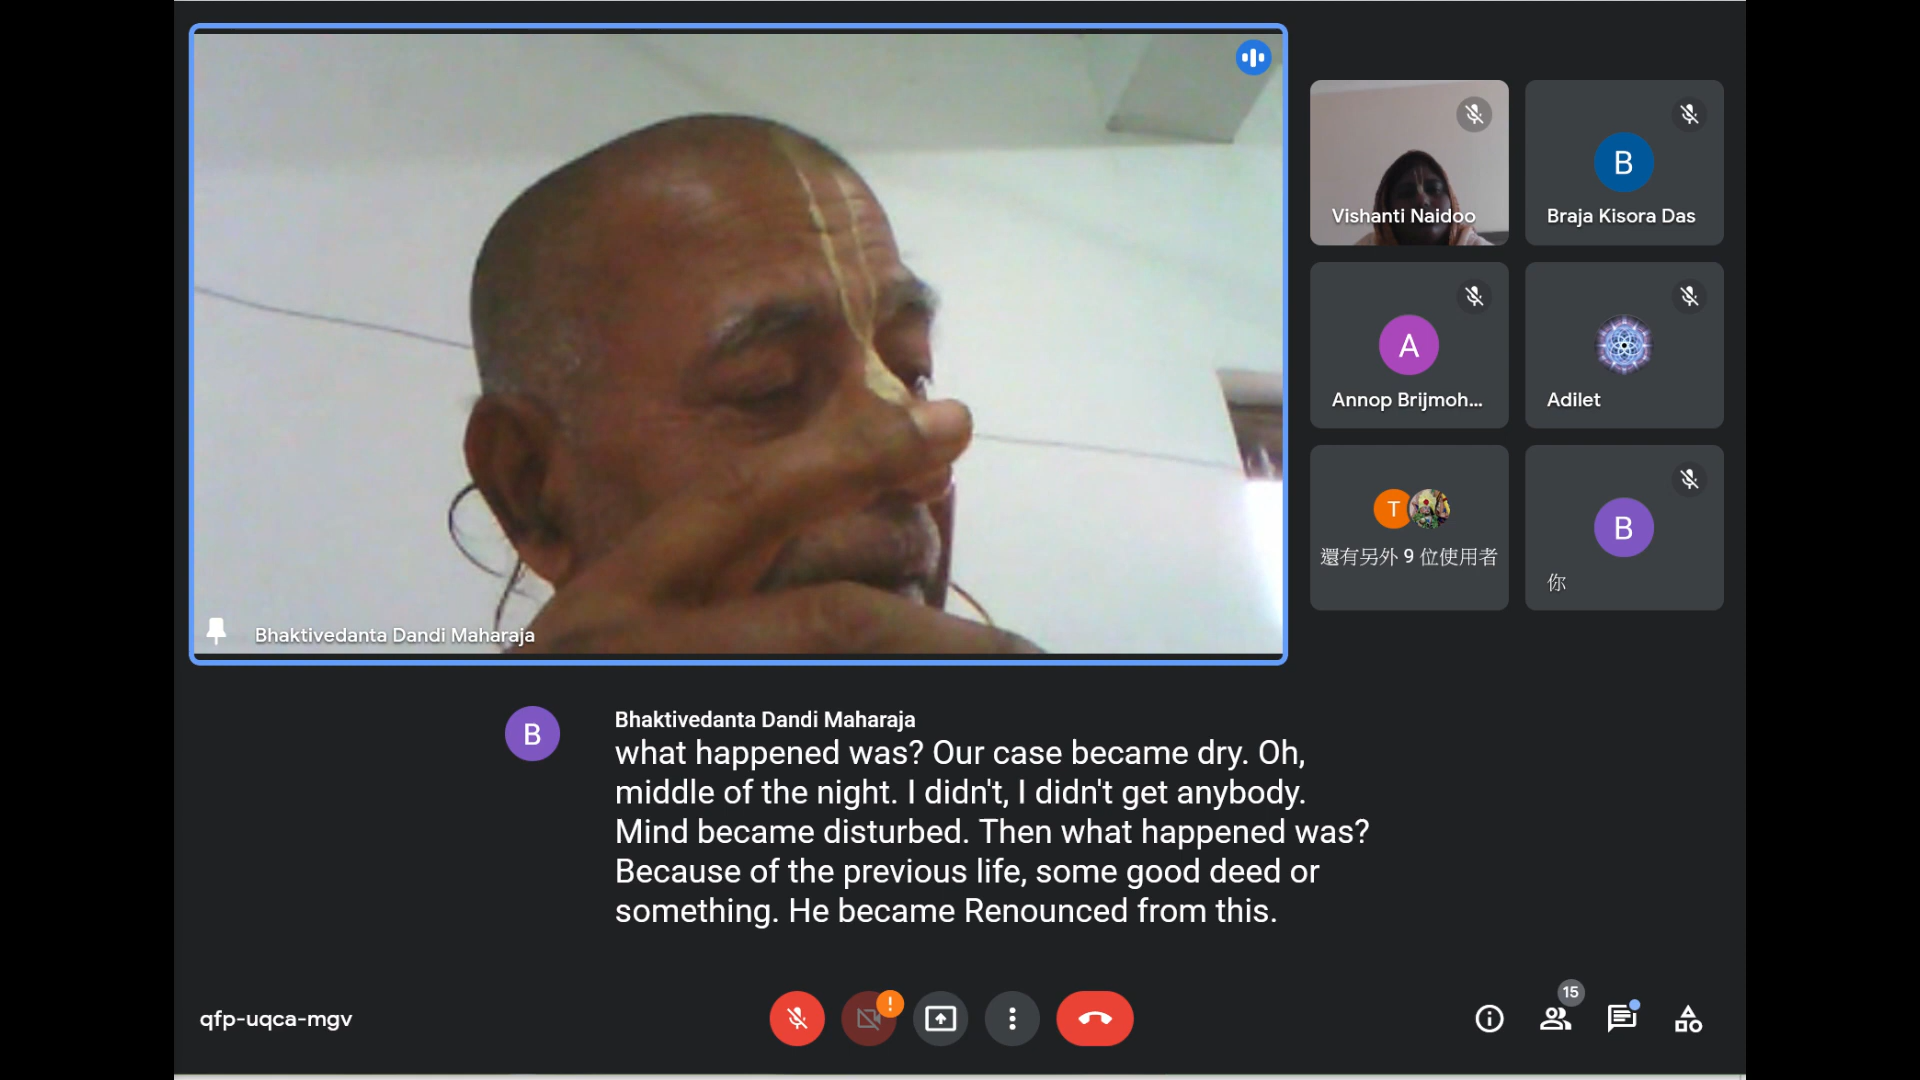 Bhaktivedanta Dandi Maharaja
Vishanti Naidoo
B
Braja Kisora Das
A
Annop Brijmoh...
Adilet
T
還有另外 9 位使用者
B
你
B
Bhaktivedanta Dandi Maharaja
what happened was? Our case became dry. Oh,
middle of the night. I didn't, I didn't get anybody.
Mind became disturbed. Then what happened was?
Because of the previous life, some good deed or
something. He became Renounced from this.
qfp-uqca-mgv
!
15